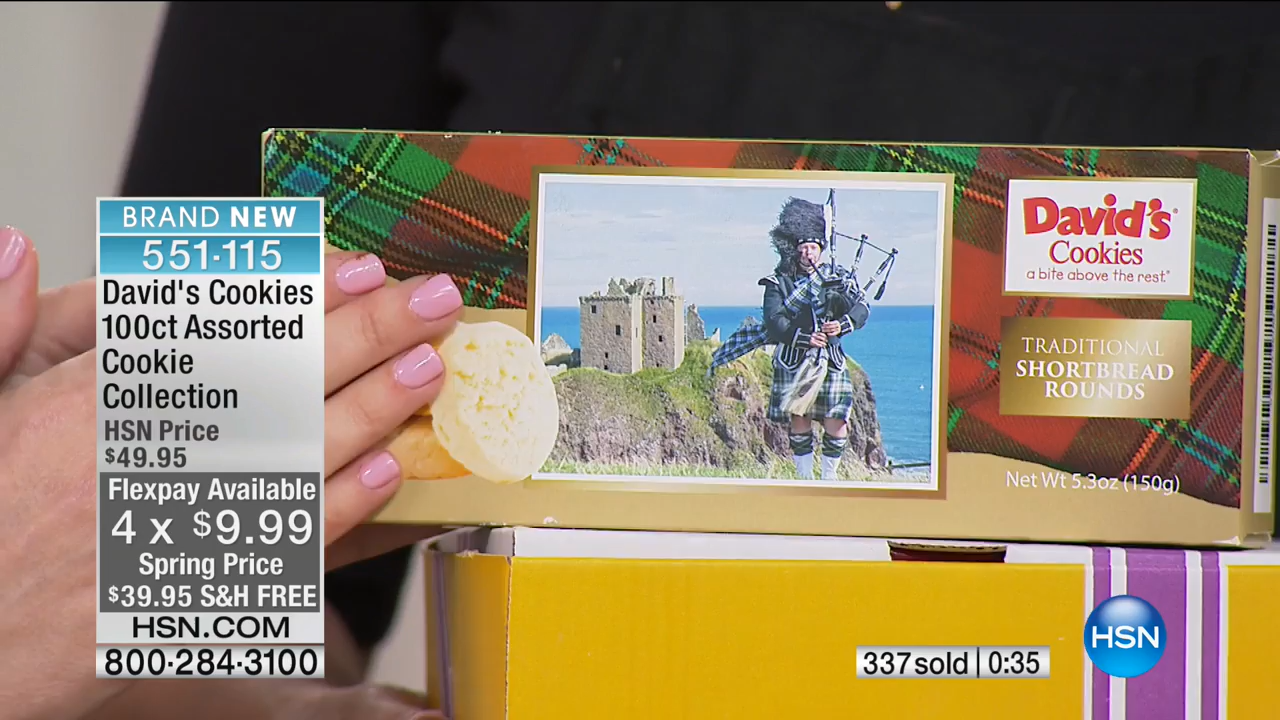 BRAND NEW
551·115
David's Cookies
100ct Assorted
Cookie
Collection
HSN Price
$49.95
Flexpay Available
4 x $9.99
Spring Price
$39.95 S&H FREE
HSN.COM
800·284·3100
David's®
Cookies
a bite above the rest®
TRADITIONAL
SHORTBREAD
ROUNDS
Net Wt 5.3oz (150g)
337sold | 0:35
HSN